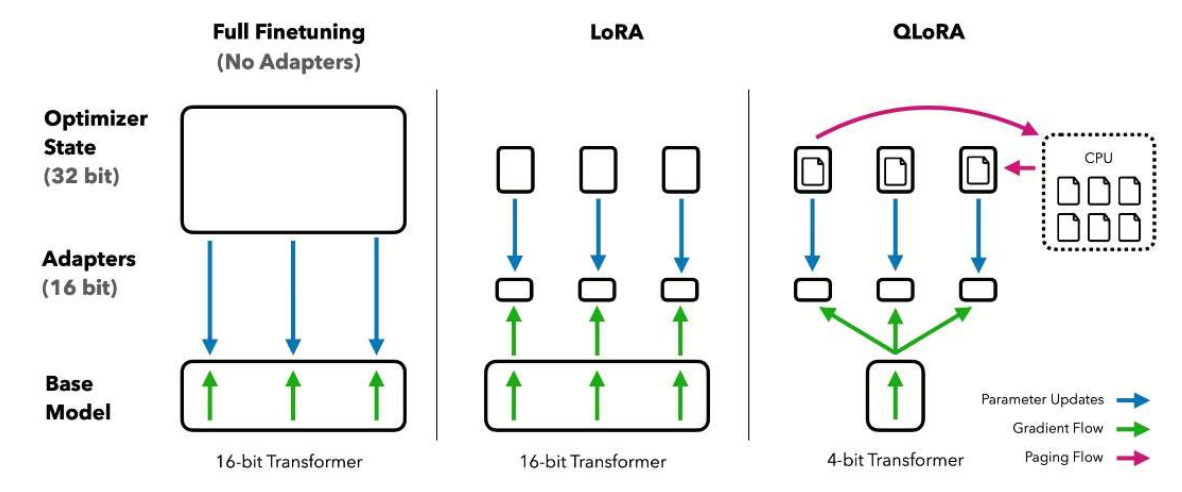 Full Finetuning
(No Adapters)
LoRA
QLoRA
Optimizer
State
(32 bit)
CPU
Adapters
(16 bit)
Base
Model
Parameter Updates
Gradient Flow
Paging Flow
16-bit Transformer
16-bit Transformer
4-bit Transformer